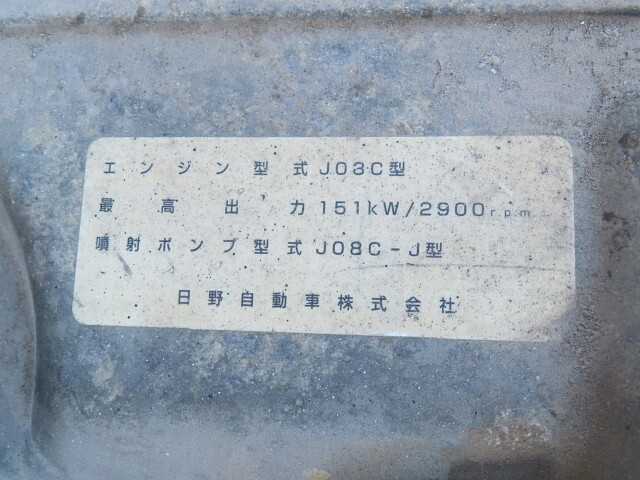 エンジン型式J08C型
最高出力151kW/2900r.p.m
噴射ポンプ型式J08C-J型
日野自動車株式会社